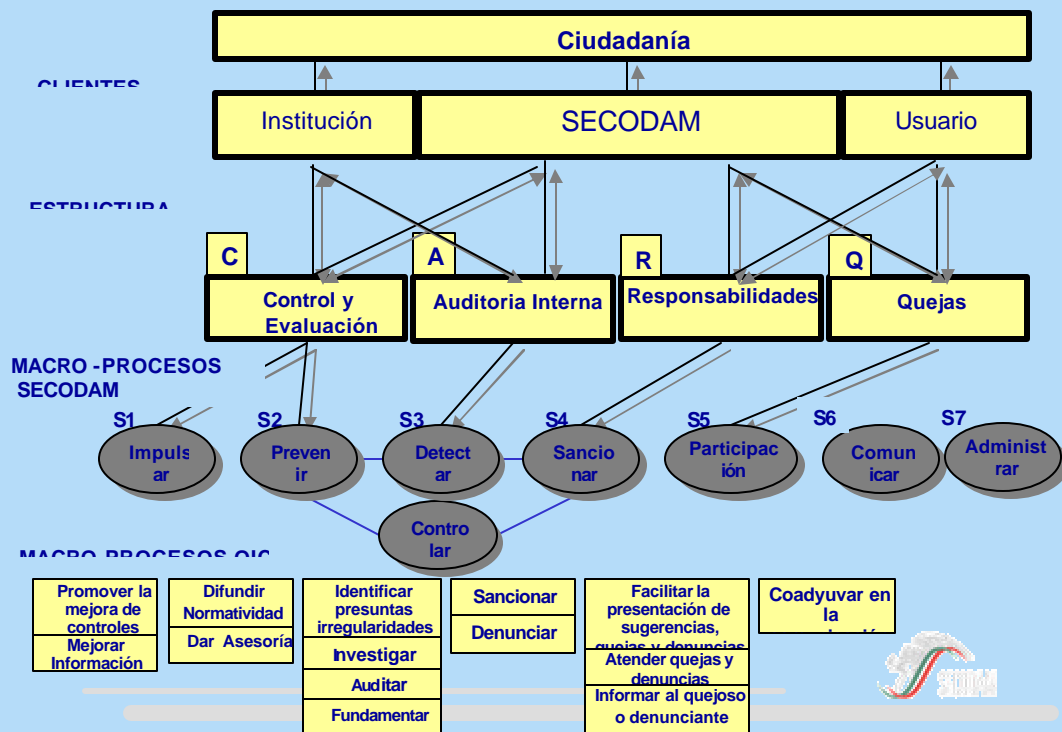 Ciudadanía
CLIENTES
Institución
SECODAM
Usuario
ESTRUCTURA
C
A
R
Q
Control y
Evaluación
Auditoria Interna
Responsabilidades
Quejas
MACRO - PROCESOS
SECODAM
S1
S2
S3
S4
S5
S6
S7
Impuls
ar
Preven
ir
Detect
ar
Sancio
nar
Participac
ión
Comun
icar
Administ
rar
Contro
lar
MACRO-PROCESOS OIC
Promover la
mejora de
controles
Mejorar
Información
Difundir
Normatividad
Dar Asesoría
Identificar
presuntas
irregularidades
Investigar
Auditar
Fundamentar
Sancionar
Denunciar
Facilitar la
presentación de
sugerencias,
quejas y denuncias
Atender quejas y
denuncias
Informar al quejoso
o denunciante
Coadyuvar en
la